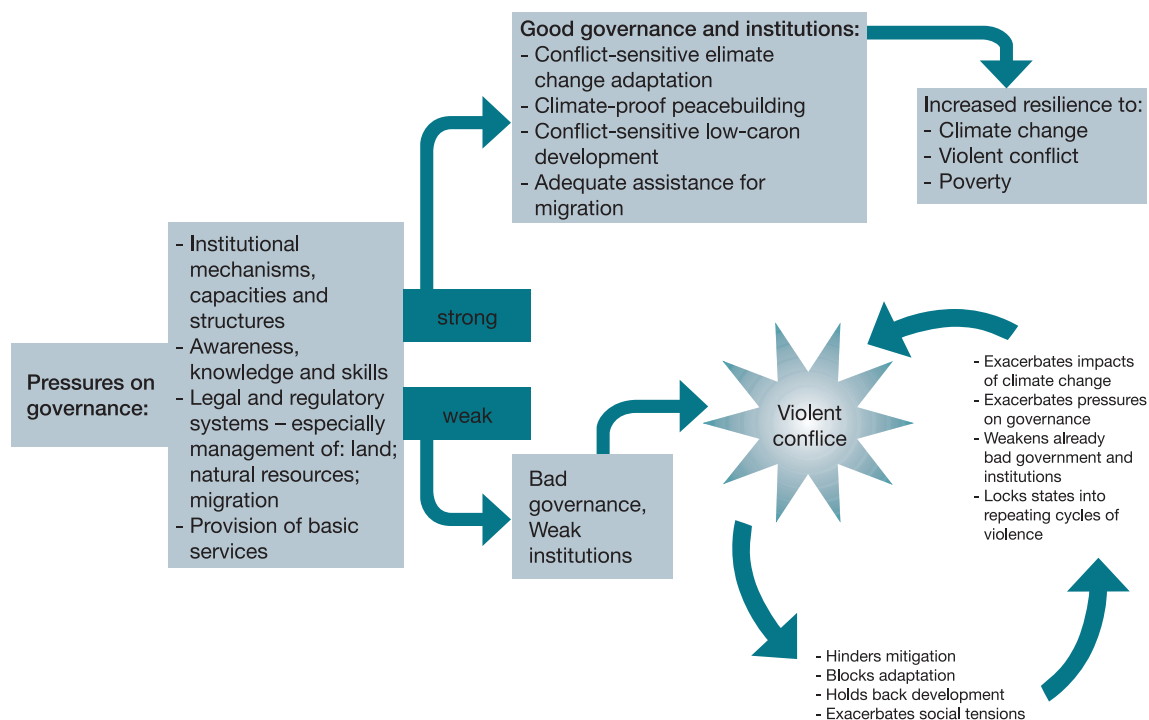 Pressures on
governance:
- Institutional
mechanisms,
capacities and
structures
- Awareness,
knowledge and skills
- Legal and regulatory
systems – especially
management of: land;
natural resources;
migration
- Provision of basic
services
strong
weak
Good governance and institutions:
- Conflict-sensitive elimate
change adaptation
- Climate-proof peacebuilding
- Conflict-sensitive low-caron
development
- Adequate assistance for
migration
Increased resilience to:
- Climate change
- Violent conflict
- Poverty
Bad
governance,
Weak
institutions
Violent
conflice
- Hinders mitigation
- Blocks adaptation
- Holds back development
- Exacerbates social tensions
- Exacerbates impacts
of climate change
- Exacerbates pressures
on governance
- Weakens already
bad government and
institutions
- Locks states into
repeating cycles of
violence